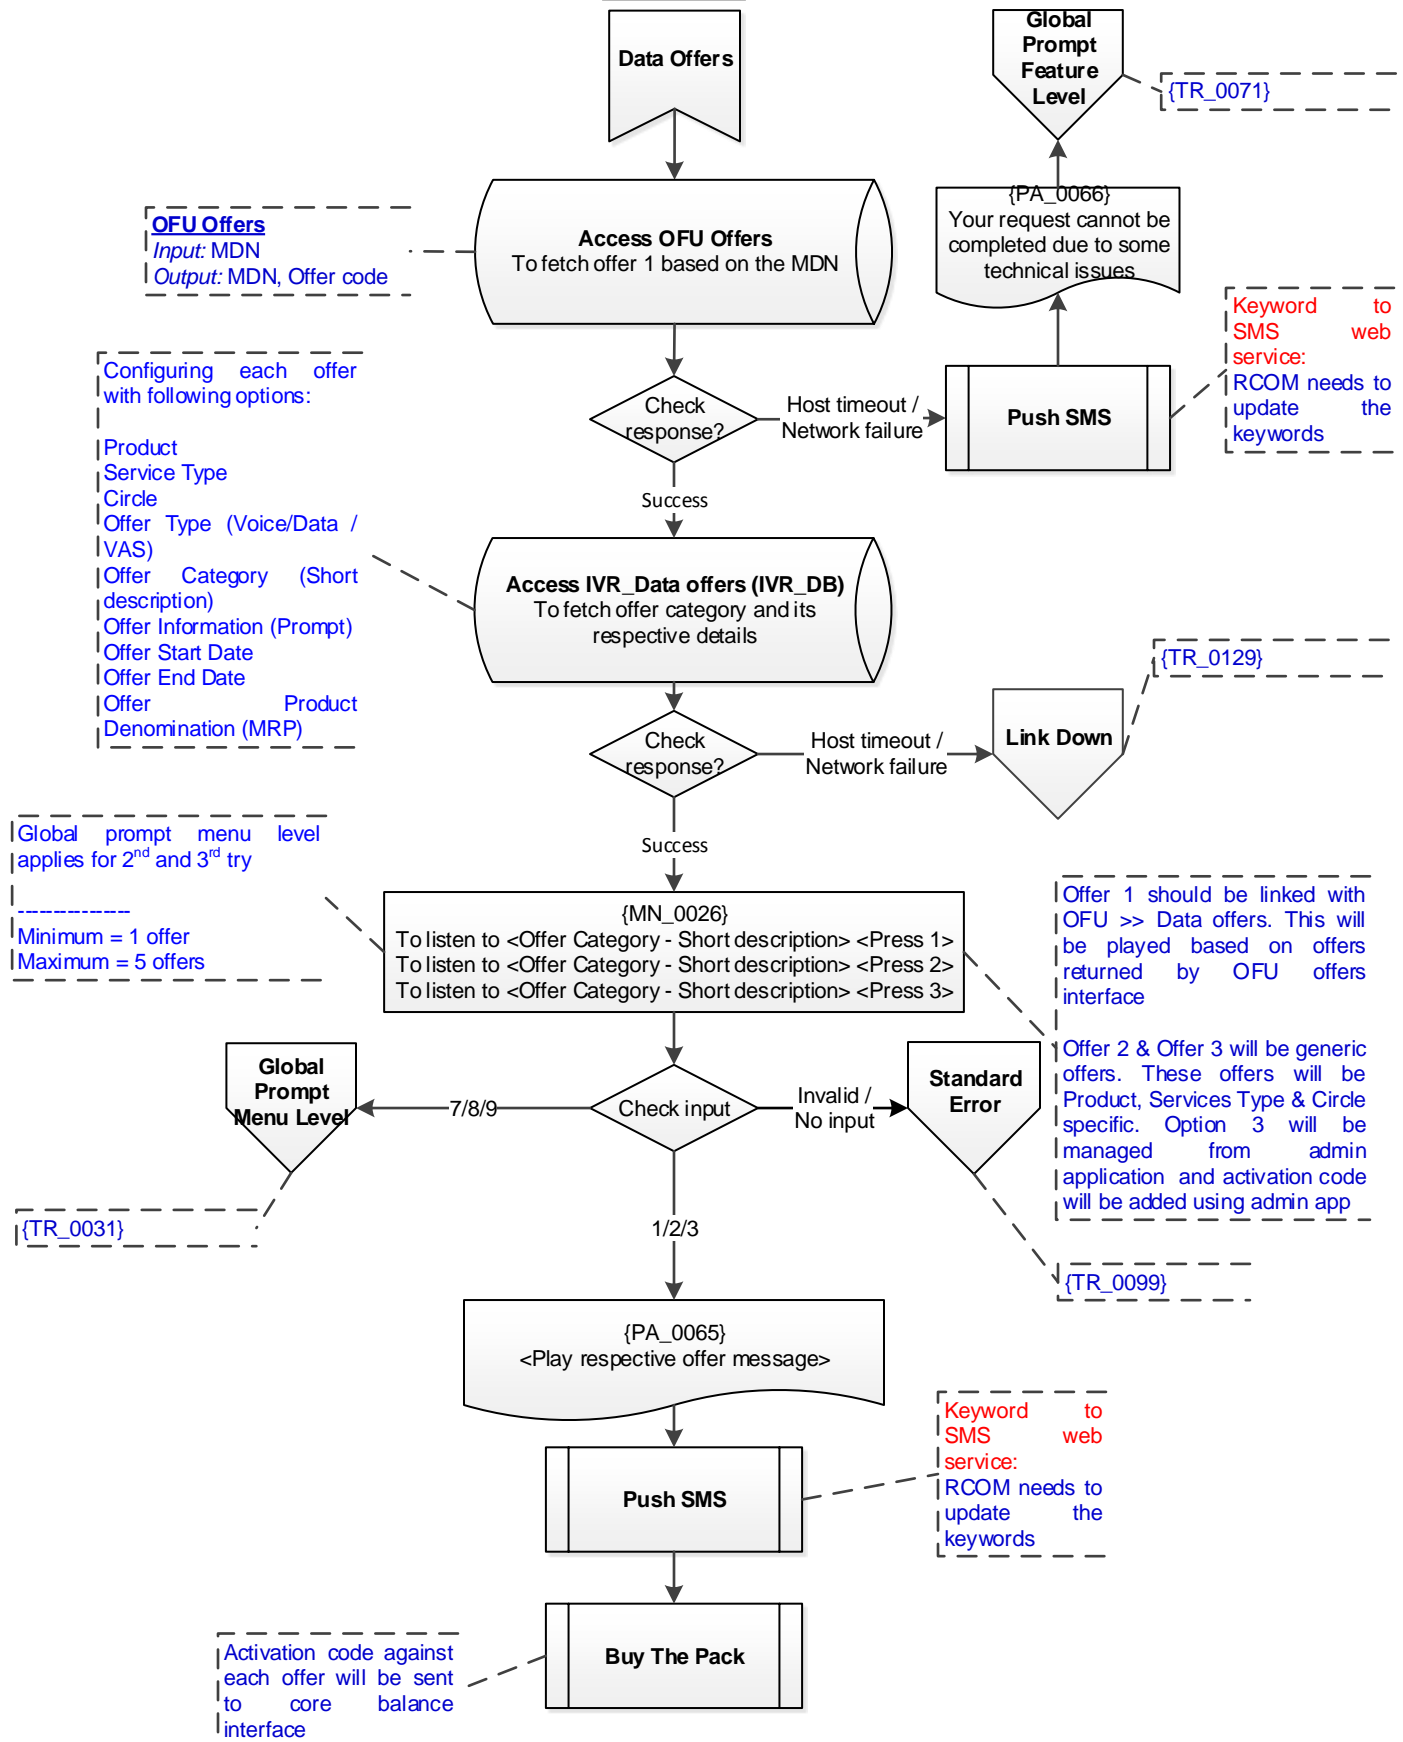 Data Offers
Global
Prompt
Feature
Level
{TR_0071}
OFU Offers
Input: MDN
Output: MDN, Offer code
Access OFU Offers
To fetch offer 1 based on the MDN
{PA_0066}
Your request cannot be
completed due to some
technical issues
Keyword to
SMS web
service:
RCOM needs to
update the
keywords
Configuring each offer
with following options:
Product
Service Type
Circle
Offer Type (Voice/Data /
VAS)
Offer Category (Short
description)
Offer Information (Prompt)
Offer Start Date
Offer End Date
Offer Product
Denomination (MRP)
Check
response?
Host timeout /
Network failure
Push SMS
Success
Access IVR_Data offers (IVR_DB)
To fetch offer category and its
respective details
{TR_0129}
Check
response?
Host timeout /
Network failure
Link Down
Success
Global prompt menu level
applies for 2nd and 3rd try
----------------
Minimum = 1 offer
Maximum = 5 offers
{MN_0026}
To listen to <Offer Category - Short description> <Press 1>
To listen to <Offer Category - Short description> <Press 2>
To listen to <Offer Category - Short description> <Press 3>
Offer 1 should be linked with
OFU >> Data offers. This will
be played based on offers
returned by OFU offers
interface
Offer 2 & Offer 3 will be generic
offers. These offers will be
Product, Services Type & Circle
specific. Option 3 will be
managed from admin
application and activation code
will be added using admin app
Global
Prompt
Menu Level
7/8/9
Check input
Invalid /
No input
Standard
Error
{TR_0031}
1/2/3
{TR_0099}
{PA_0065}
<Play respective offer message>
Keyword to
SMS web
service:
RCOM needs to
update the
keywords
Push SMS
Buy The Pack
Activation code against
each offer will be sent
to core balance
interface